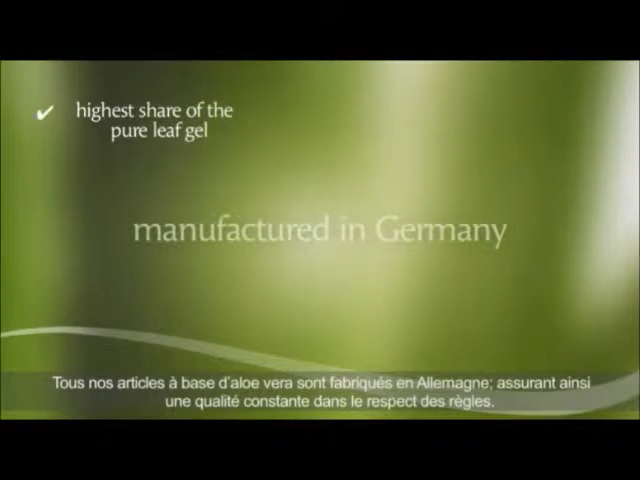 ✔ highest share of the
pure leaf gel
manufactured in Germany
Tous nos articles à base d'aloe vera sont fabriqués en Allemagne; assurant ainsi
une qualité constante dans le respect des règles.